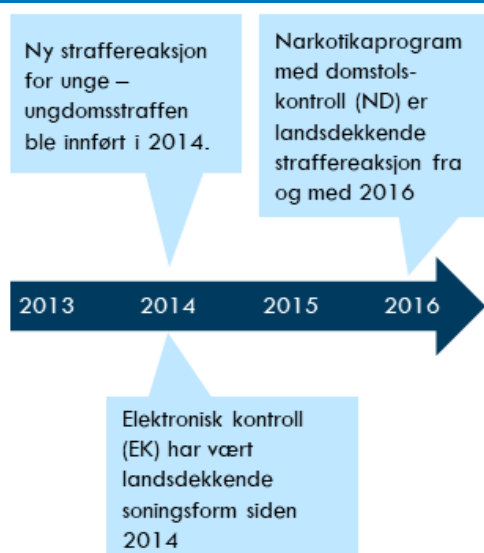 Ny straffereaksjon
for unge –
ungdomsstraffen
ble innført i 2014.
Narkotikaprogram
med domstols-
kontroll (ND) er
landsdekkende
straffereaksjon fra
og med 2016
2013 2014 2015 2016
Elektronisk kontroll
(EK) har vært
landsdekkende
soningsform siden
2014